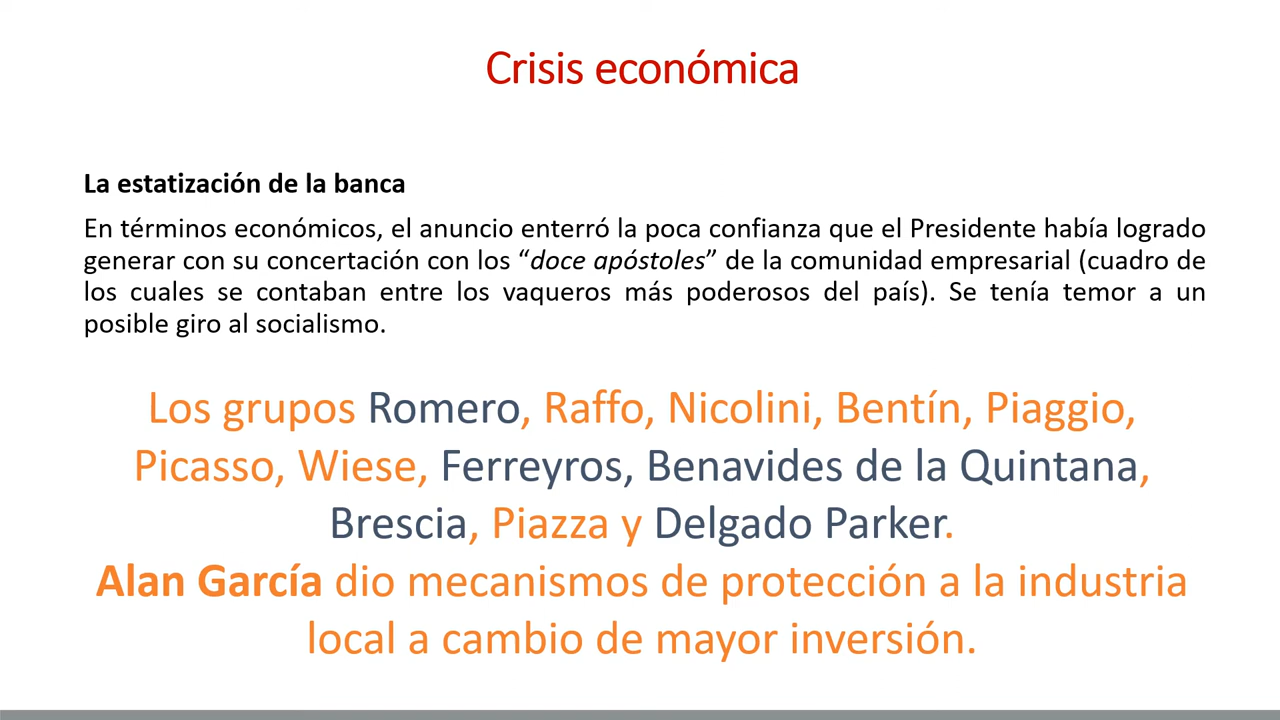 Crisis económica
La estatización de la banca
En términos económicos, el anuncio enterró la poca confianza que el Presidente había logrado
generar con su concertación con los “doce apóstoles” de la comunidad empresarial (cuadro de
los cuales se contaban entre los vaqueros más poderosos del país). Se tenía temor a un
posible giro al socialismo.
Los grupos Romero, Raffo, Nicolini, Bentín, Piaggio,
Picasso, Wiese, Ferreyros, Benavides de la Quintana,
Brescia, Piazza y Delgado Parker.
Alan García dio mecanismos de protección a la industria
local a cambio de mayor inversión.